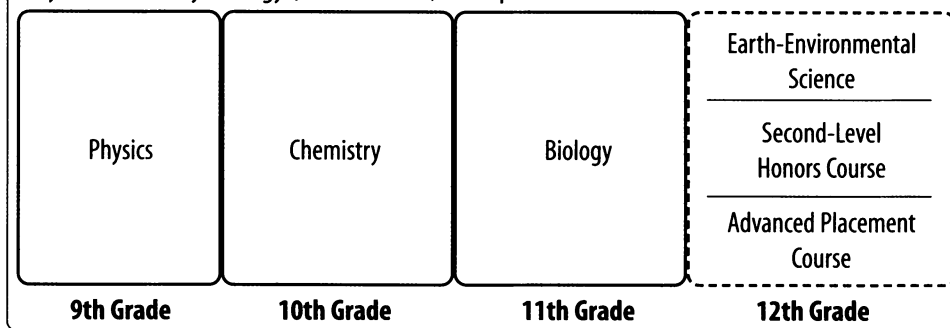 Physics
Chemistry
Biology
Earth-Environmental
Science
Second-Level
Honors Course
Advanced Placement
Course
9th Grade
10th Grade
11th Grade
12th Grade